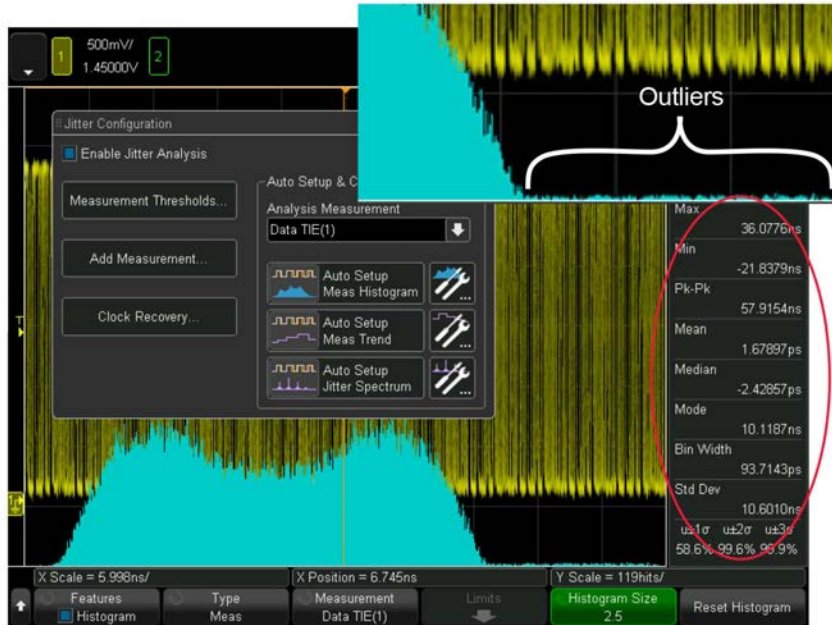 1
500mV/
1.45000V
2
Outliers
Jitter Configuration
Enable Jitter Analysis
Measurement Thresholds...
Add Measurement...
Clock Recovery...
Auto Setup & C
Analysis Measurement
Data TIE(1)
Auto Setup
Meas Histogram
Auto Setup
Meas Trend
Auto Setup
Jitter Spectrum
Max
36.0776ns
Min
-21.8379ns
Pk-Pk
57.9154ns
Mean
1.67897ps
Median
-2.42857ps
Mode
10.1187ns
Bin Width
93.7143ps
Std Dev
10.6010ns
u±1σ u±2σ u±3σ
58.6% 99.6% 99.9%
T
X Scale = 5.998ns/ X Position = 6.745ns Y Scale = 119hits/
Features Type Measurement Limits Histogram Size Reset Histogram
Histogram Meas Data TIE(1) 2.5